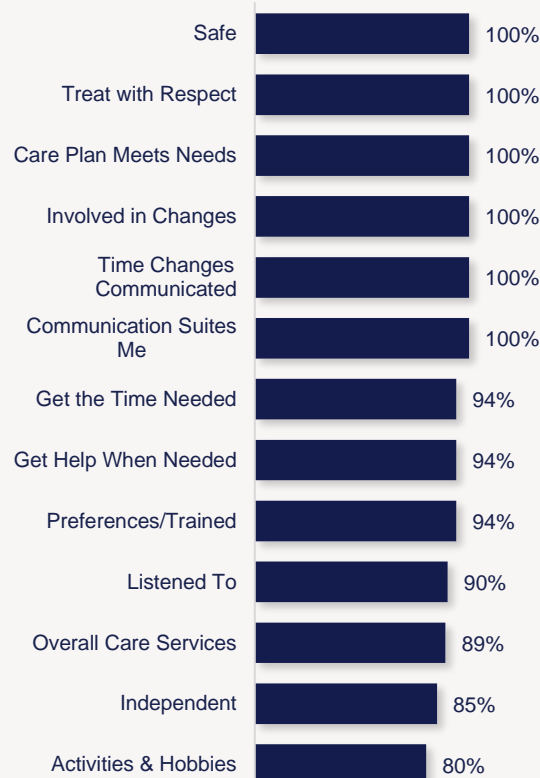 Safe 100%
Treat with Respect 100%
Care Plan Meets Needs 100%
Involved in Changes 100%
Time Changes
Communicated 100%
Communication Suites
Me 100%
Get the Time Needed 94%
Get Help When Needed 94%
Preferences/Trained 94%
Listened To 90%
Overall Care Services 89%
Independent 85%
Activities & Hobbies 80%